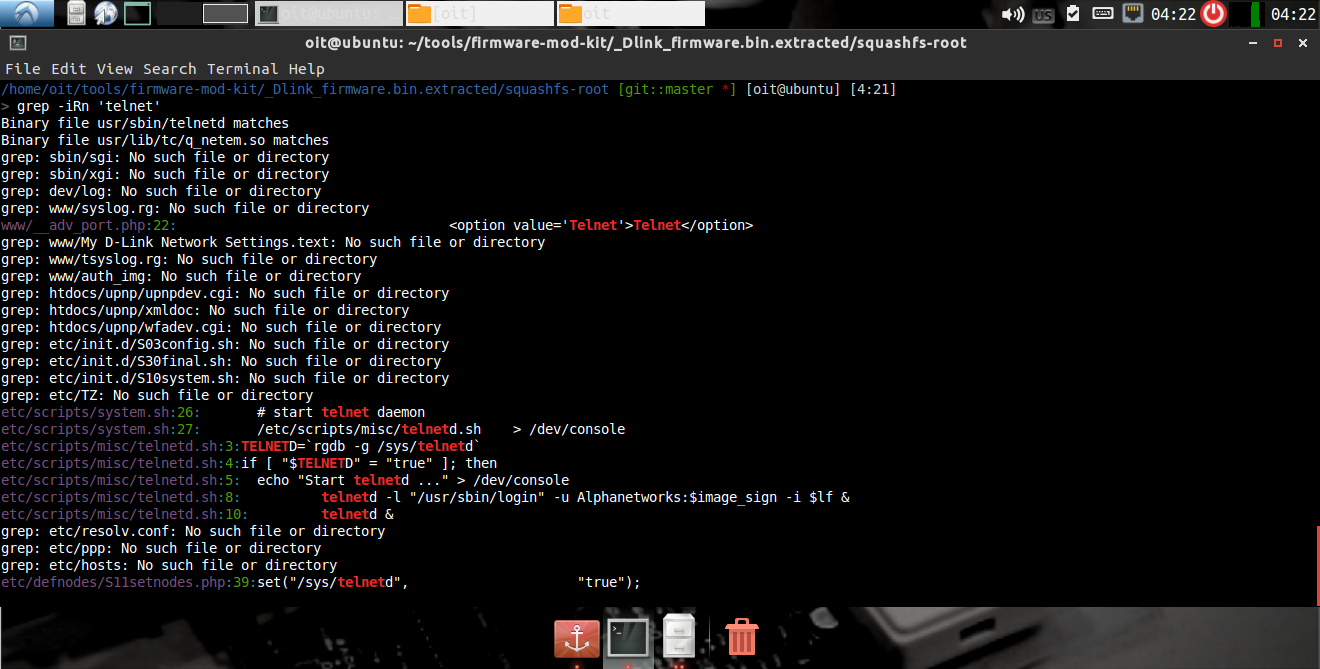 oit@ubuntu: [oit] oit US 04:22 04:22
oit@ubuntu: ~/tools/firmware-mod-kit/_Dlink_firmware.bin.extracted/squashfs-root
File Edit View Search Terminal Help
/home/oit/tools/firmware-mod-kit/_Dlink_firmware.bin.extracted/squashfs-root [git::master *] [oit@ubuntu] [4:21]
> grep -iRn 'telnet'
Binary file usr/sbin/telnetd matches
Binary file usr/lib/tc/q_netem.so matches
grep: sbin/sgi: No such file or directory
grep: sbin/xgi: No such file or directory
grep: dev/log: No such file or directory
grep: www/syslog.rg: No such file or directory
www/__adv_port.php:22: <option value='Telnet'>Telnet</option>
grep: www/My D-Link Network Settings.text: No such file or directory
grep: www/tsyslog.rg: No such file or directory
grep: www/auth_img: No such file or directory
grep: htdocs/upnp/upnpdev.cgi: No such file or directory
grep: htdocs/upnp/xmldoc: No such file or directory
grep: htdocs/upnp/wfadev.cgi: No such file or directory
grep: etc/init.d/S03config.sh: No such file or directory
grep: etc/init.d/S30final.sh: No such file or directory
grep: etc/init.d/S10system.sh: No such file or directory
grep: etc/TZ: No such file or directory
etc/scripts/system.sh:26: # start telnet daemon
etc/scripts/system.sh:27: /etc/scripts/misc/telnetd.sh > /dev/console
etc/scripts/misc/telnetd.sh:3:TELNETD=`rgdb -g /sys/telnetd`
etc/scripts/misc/telnetd.sh:4:if [ "$TELNETD" = "true" ]; then
etc/scripts/misc/telnetd.sh:5: echo "Start telnetd ..." > /dev/console
etc/scripts/misc/telnetd.sh:8: telnetd -l "/usr/sbin/login" -u Alphanetworks:$image_sign -i $lf &
etc/scripts/misc/telnetd.sh:10: telnetd &
grep: etc/resolv.conf: No such file or directory
grep: etc/ppp: No such file or directory
grep: etc/hosts: No such file or directory
etc/defnodes/S11setnodes.php:39:set("/sys/telnetd", "true");